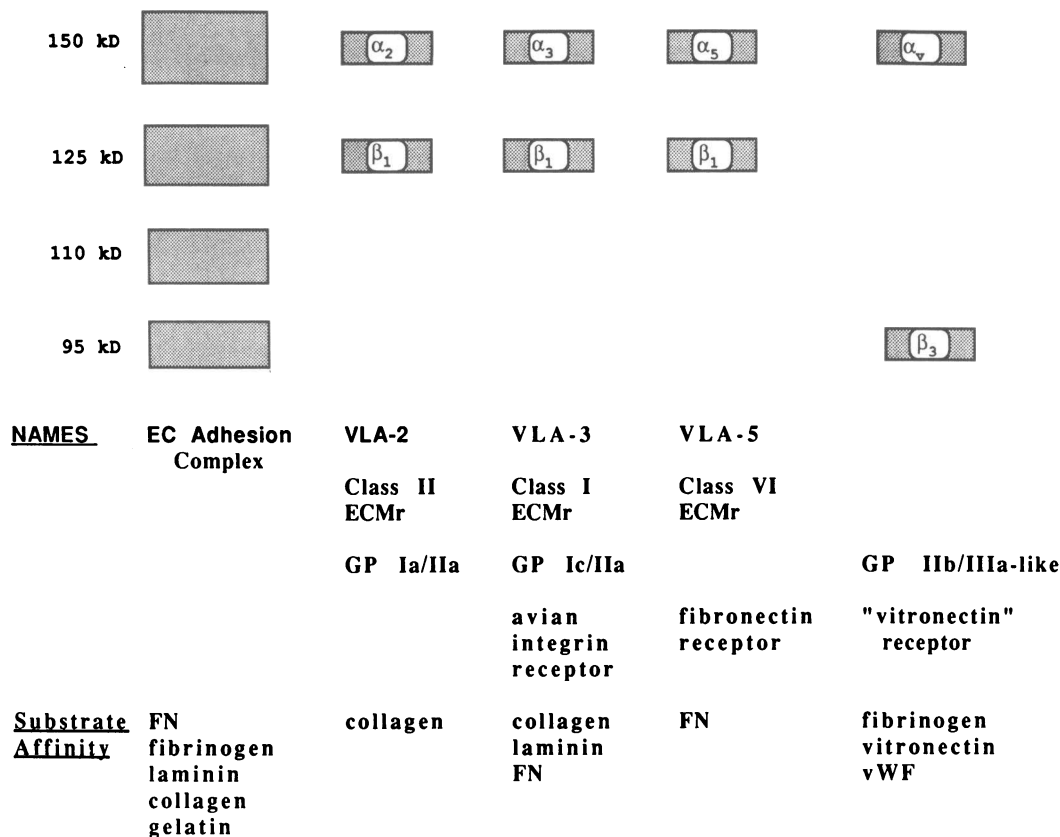 150 kD α2 α3 α5 αv
125 kD β1 β1 β1
110 kD
95 kD β3
NAMES EC Adhesion VLA-2 VLA-3 VLA-5
Complex
Class II Class I Class VI
ECMr ECMr ECMr
GP Ia/IIa GP Ic/IIa GP IIb/IIIa-like
avian fibronectin "vitronectin"
integrin receptor receptor
receptor
Substrate FN collagen collagen FN fibrinogen
Affinity fibrinogen laminin vitronectin
laminin FN vWF
collagen
gelatin